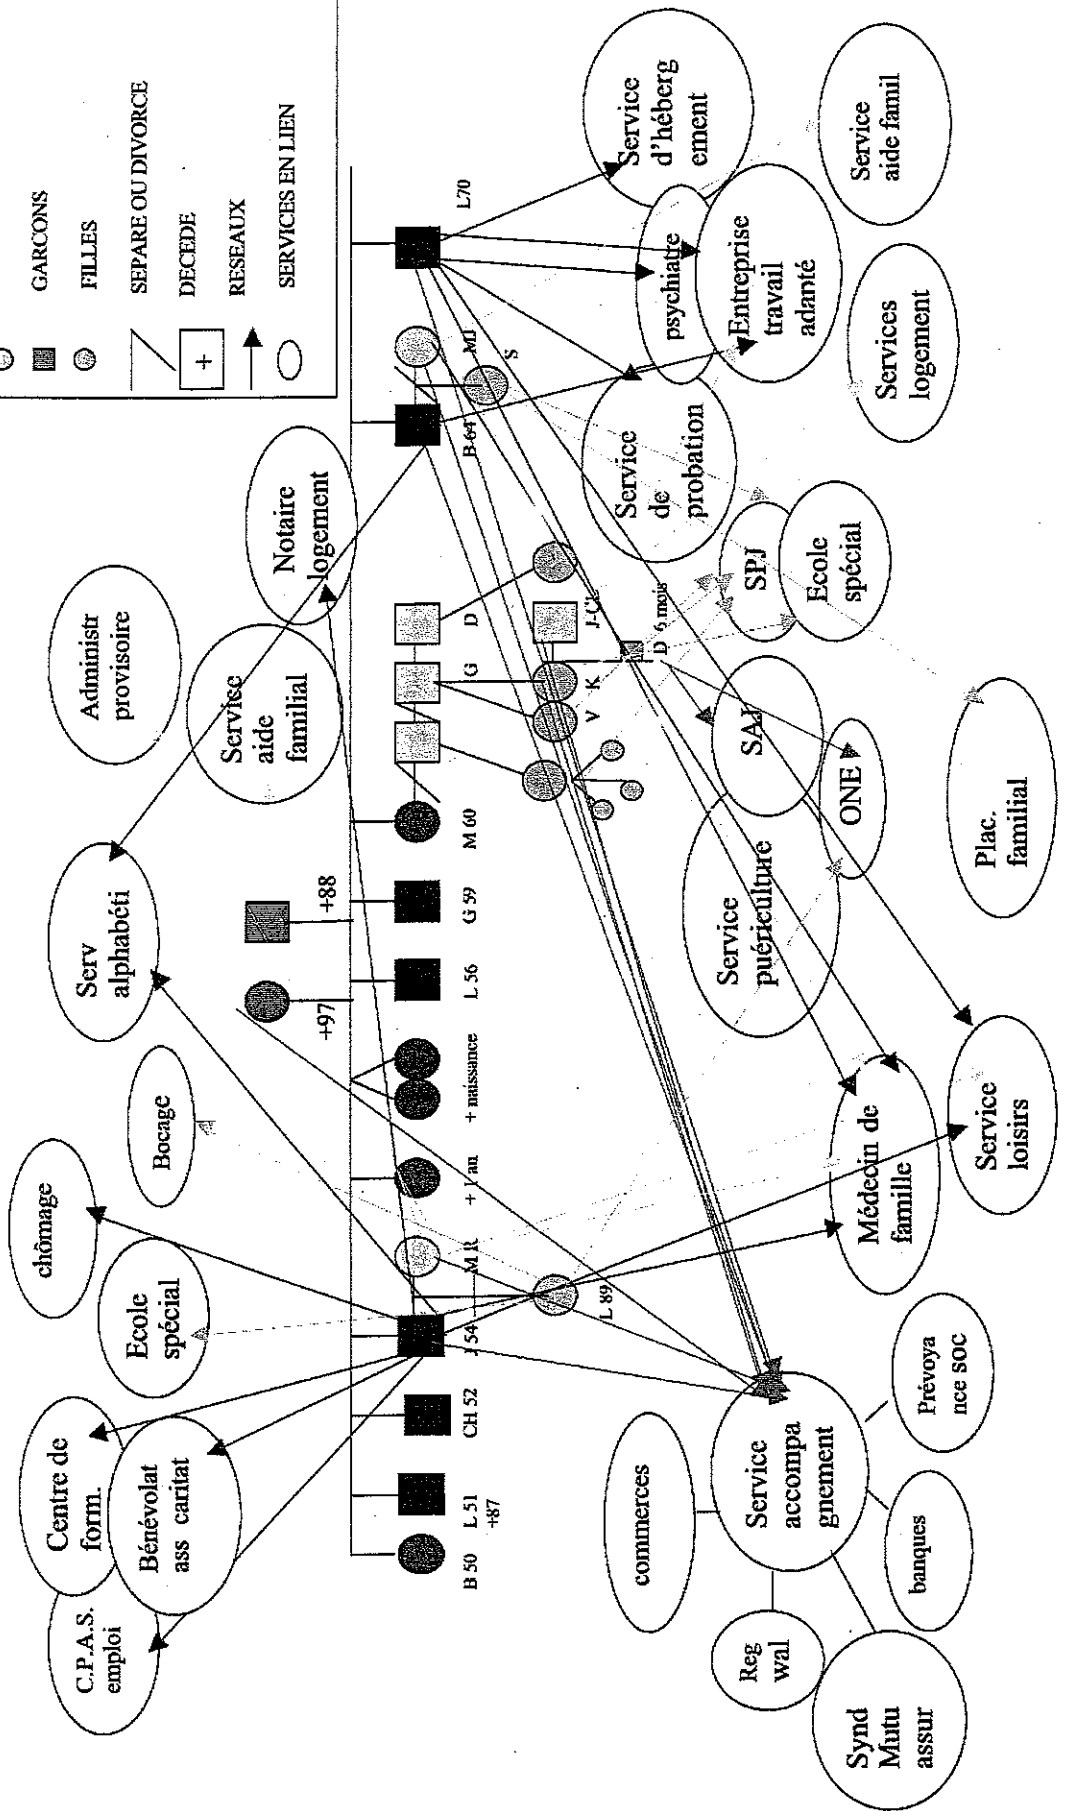 GARCONS
FILLES
SEPARE OU DIVORCE
+
DECEDE
RESEAUX
SERVICES EN LIEN
C.P.A.S.
emploi
Centre de
form.
Bénévolat
ass caritat
Ecole
spécial
chômage
Bocage
Serv
alphabéti
Service
aide
familial
Administr
provisoire
Notaire
logement
+97
+88
B 50
L 51
+87
CH 52
J 54
M R
+ 1 an
+ naissance
L 56
G 59
M 60
G
D
B 64
MJ
S
L70
L 89
V
K
J-Cl
D 6 mois
Synd
Mutu
assur
Reg
wal
commerces
Service
accompa
gnement
banques
Prévoya
nce soc
Médecin de
famille
Service
loisirs
Service
puériculture
ONE
SAJ
Plac.
familial
SPJ
Ecole
spécial
Service
de
probation
psychiatre
Entreprise
travail
adanté
Service
d'héberg
ement
Services
logement
Service
aide famil